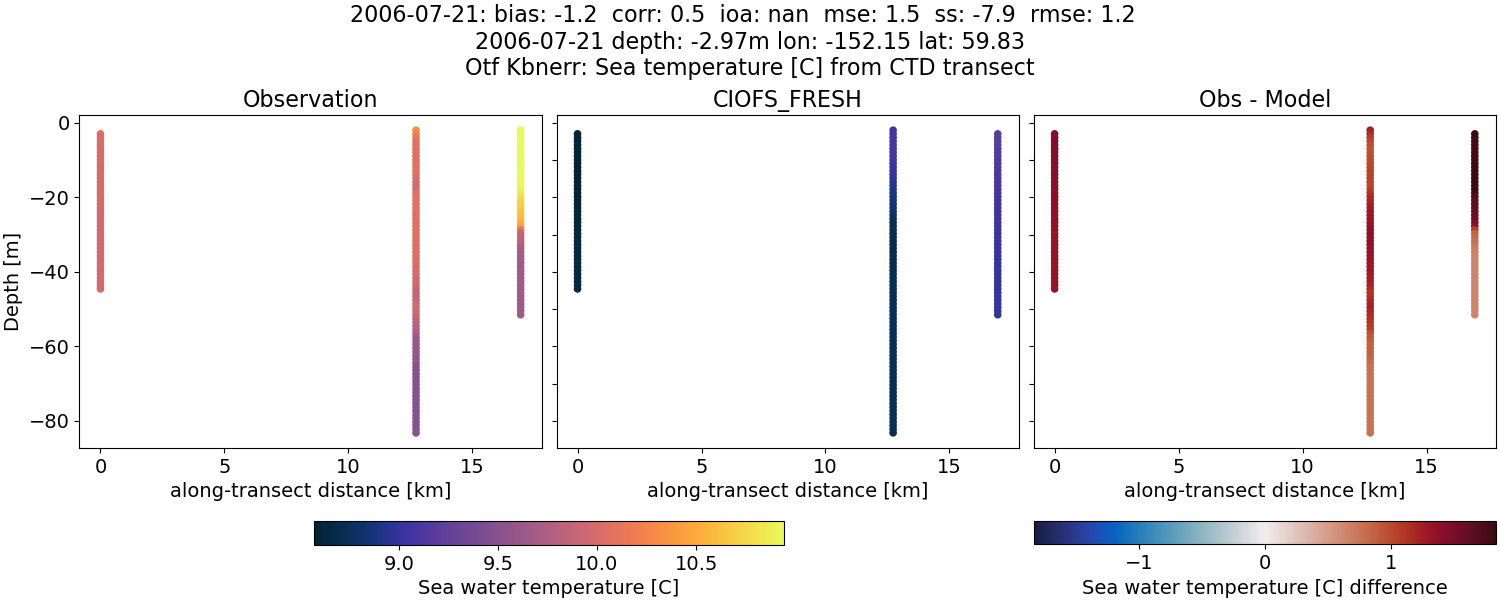 2006-07-21: bias: -1.2  corr: 0.5  ioa: nan  mse: 1.5  ss: -7.9  rmse: 1.2
2006-07-21 depth: -2.97m lon: -152.15 lat: 59.83
Otf Kbnerr: Sea temperature [C] from CTD transect
Observation
CIOFS_FRESH
Obs - Model
Depth [m]
0
−20
−40
−60
−80
0 5 10 15
0 5 10 15
0 5 10 15
along-transect distance [km]
along-transect distance [km]
along-transect distance [km]
9.0 9.5 10.0 10.5
Sea water temperature [C]
−1 0 1
Sea water temperature [C] difference